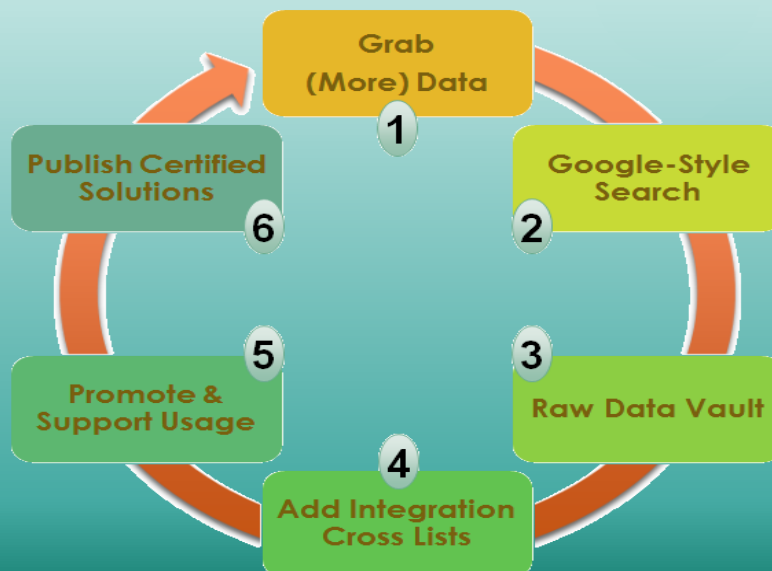 Grab
(More) Data
1
Google-Style
Search
2
3
Raw Data Vault
4
Add Integration
Cross Lists
5
Promote &
Support Usage
Publish Certified
Solutions
6